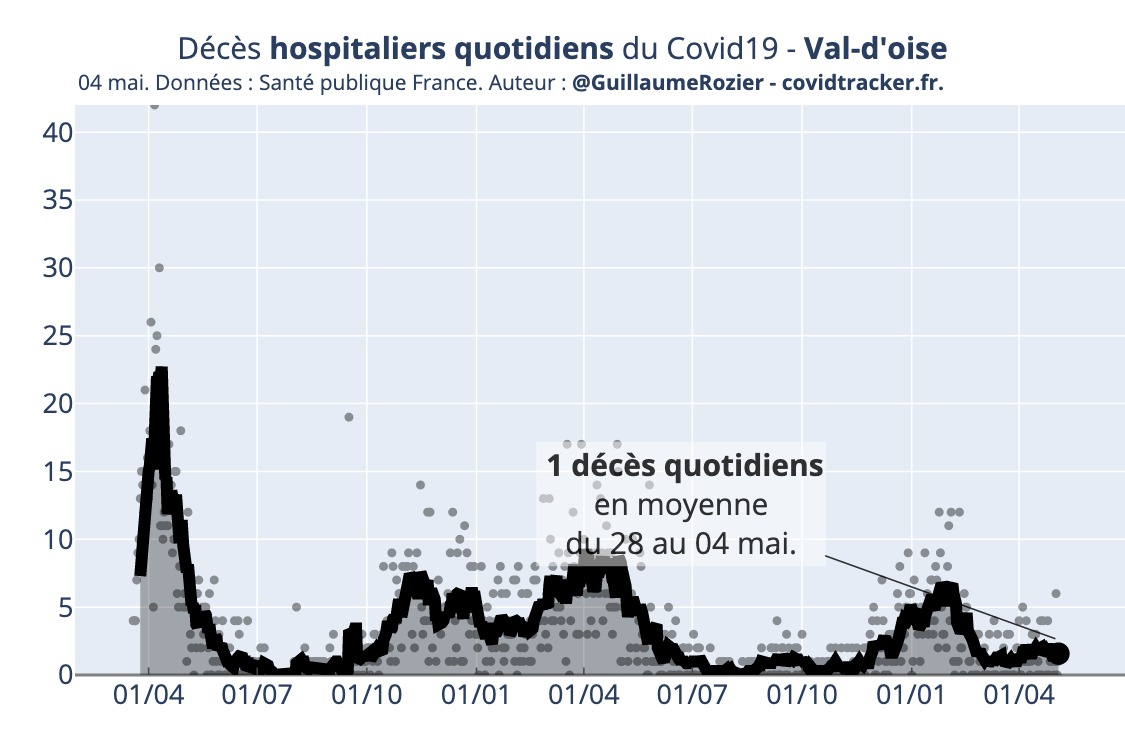 Décès hospitaliers quotidiens du Covid19 - Val-d'oise
04 mai. Données : Santé publique France. Auteur : @GuillaumeRozier - covidtracker.fr.
40
35
30
25
20
15
10
5
0
1 décès quotidiens
en moyenne
du 28 au 04 mai.
01/04 01/07 01/10 01/01 01/04 01/07 01/10 01/01 01/04